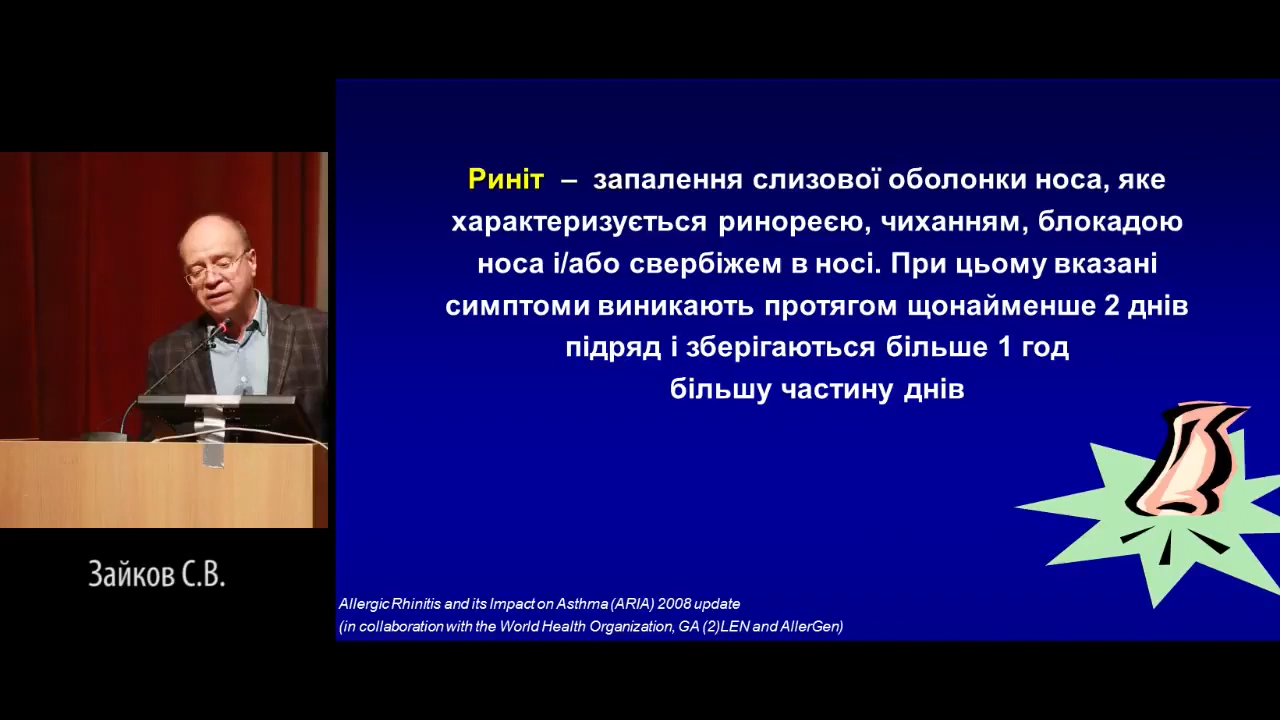 Риніт – запалення слизової оболонки носа, яке
характеризується ринореєю, чиханням, блокадою
носа і/або свербіжем в носі. При цьому вказані
симптоми виникають протягом щонайменше 2 днів
підряд і зберігаються більше 1 год
більшу частину днів
Зайков С.В.
Allergic Rhinitis and its Impact on Asthma (ARIA) 2008 update
(in collaboration with the World Health Organization, GA (2)LEN and AllerGen)